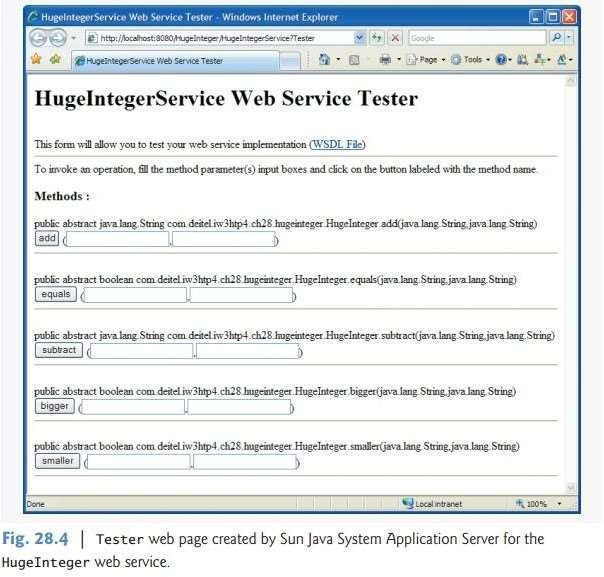 HugeIntegerService Web Service Tester - Windows Internet Explorer
http://localhost:8080/HugeInteger/HugeIntegerService?Tester
Google
HugeIntegerService Web Service Tester
Page
Tools
HugeIntegerService Web Service Tester
This form will allow you to test your web service implementation (WSDL File)
To invoke an operation, fill the method parameter(s) input boxes and click on the button labeled with the method name.
Methods :
public abstract java.lang.String com.deitel.iw3htp4.ch28.hugeinteger.HugeInteger.add(java.lang.String,java.lang.String)
add ( , )
public abstract boolean com.deitel.iw3htp4.ch28.hugeinteger.HugeInteger.equals(java.lang.String,java.lang.String)
equals ( , )
public abstract java.lang.String com.deitel.iw3htp4.ch28.hugeinteger.HugeInteger.subtract(java.lang.String,java.lang.String)
subtract ( , )
public abstract boolean com.deitel.iw3htp4.ch28.hugeinteger.HugeInteger.bigger(java.lang.String,java.lang.String)
bigger ( , )
public abstract boolean com.deitel.iw3htp4.ch28.hugeinteger.HugeInteger.smaller(java.lang.String,java.lang.String)
smaller ( , )
Done
Local intranet
100%
Fig. 28.4 | Tester web page created by Sun Java System Application Server for the
HugeInteger web service.